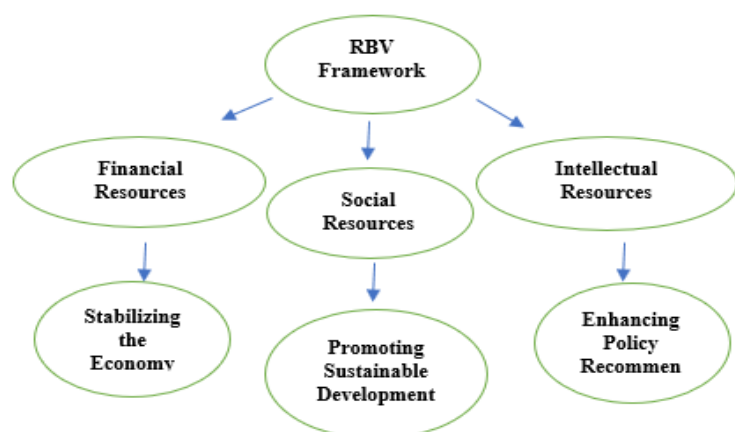 RBV
Framework
Financial
Resources
Social
Resources
Intellectual
Resources
Stabilizing
the
Economy
Promoting
Sustainable
Development
Enhancing
Policy
Recommen